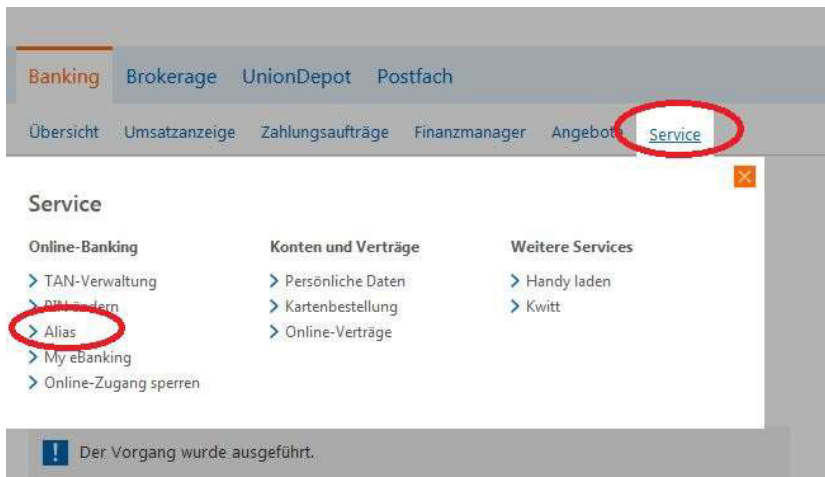 Banking Brokerage UnionDepot Postfach
Übersicht Umsatzanzeige Zahlungsaufträge Finanzmanager Angebote Service
Service
Online-Banking Konten und Verträge Weitere Services
TAN-Verwaltung Persönliche Daten Handy laden
PIN ändern Kartenbestellung Kwitt
Alias Online-Verträge
My eBanking
Online-Zugang sperren
Der Vorgang wurde ausgeführt.